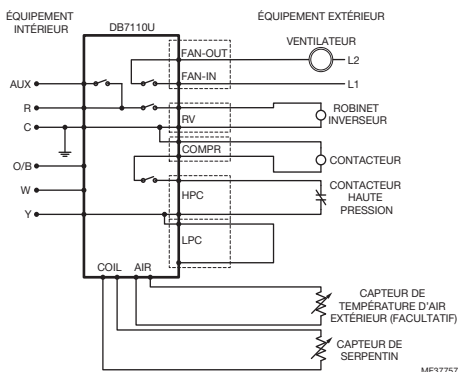 ÉQUIPEMENT
INTÉRIEUR
DB7110U
ÉQUIPEMENT EXTÉRIEUR
VENTILATEUR
FAN-OUT
L2
FAN-IN
L1
AUX
R
C
RV
ROBINET
INVERSEUR
COMPR
CONTACTEUR
O/B
W
Y
HPC
CONTACTEUR
HAUTE
PRESSION
LPC
COIL AIR
CAPTEUR DE
TEMPÉRATURE D'AIR
EXTÉRIEUR (FACULTATIF)
CAPTEUR DE
SERPENTIN
MF37757